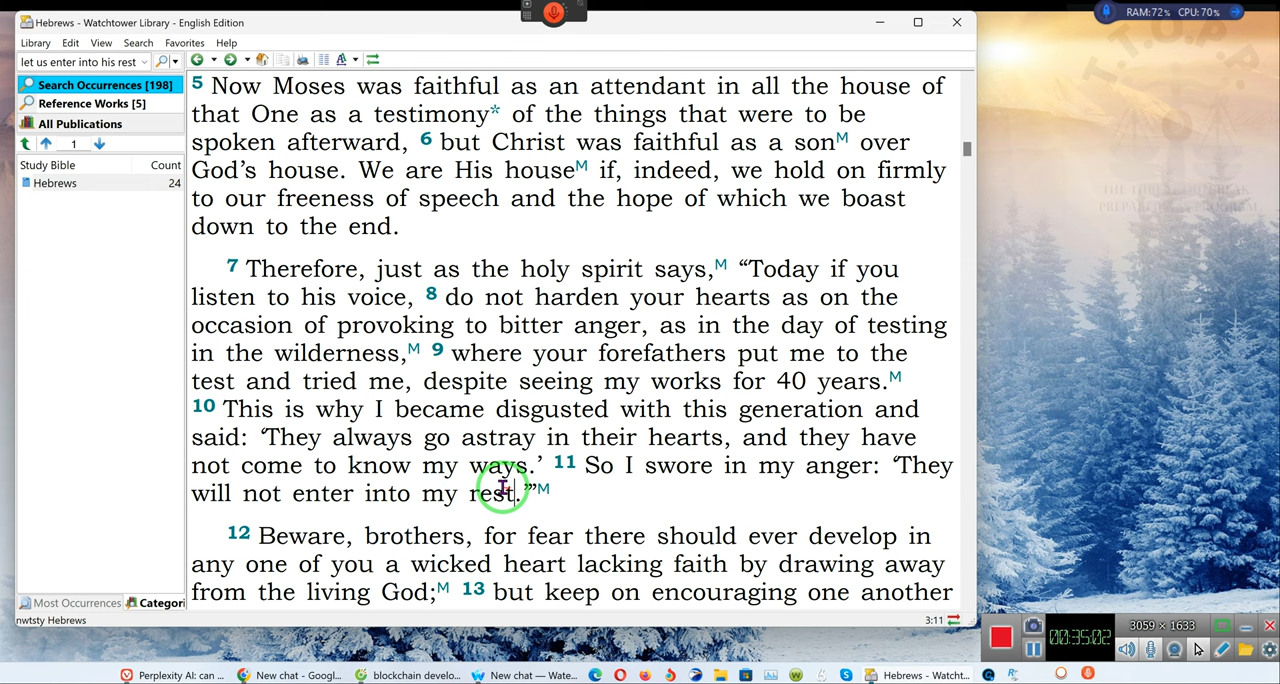 Hebrews - Watchtower Library - English Edition
RAM:72% CPU:70%
Library Edit View Search Favorites Help
let us enter into his rest
Search Occurrences [198]
Reference Works [5]
All Publications
1
Study Bible Count
Hebrews 24
5 Now Moses was faithful as an attendant in all the house of
that One as a testimony* of the things that were to be
spoken afterward, 6 but Christ was faithful as a sonM over
God’s house. We are His houseM if, indeed, we hold on firmly
to our freeness of speech and the hope of which we boast
down to the end.
7 Therefore, just as the holy spirit says,M “Today if you
listen to his voice, 8 do not harden your hearts as on the
occasion of provoking to bitter anger, as in the day of testing
in the wilderness,M 9 where your forefathers put me to the
test and tried me, despite seeing my works for 40 years.M
10 This is why I became disgusted with this generation and
said: ‘They always go astray in their hearts, and they have
not come to know my ways.’ 11 So I swore in my anger: ‘They
will not enter into my rest.’”M
12 Beware, brothers, for fear there should ever develop in
any one of you a wicked heart lacking faith by drawing away
from the living God;M 13 but keep on encouraging one another
Most Occurrences Categori
nwtsty Hebrews 3:11
T.O.P.P.
PREPAREDNESS PROGRAM
3059 × 1633
00:35:02
Perplexity AI: can ... New chat - Googl... blockchain develo... New chat — Wate... Hebrews - Watcht...